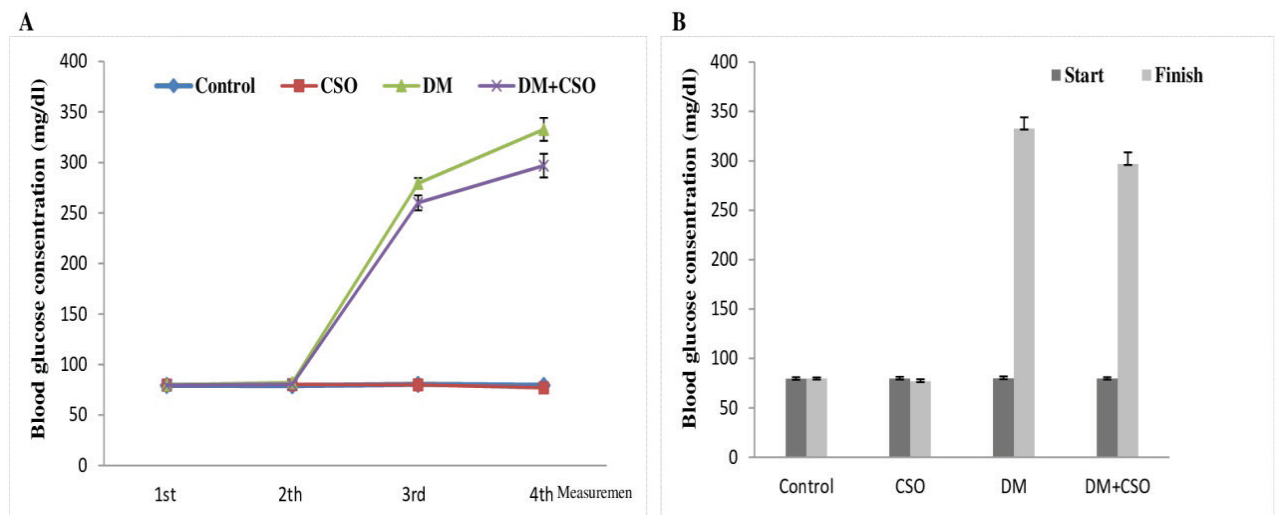 A
Blood glucose consentration (mg/dl)
400
350
300
250
200
150
100
50
0
Control CSO DM DM+CSO
1st 2th 3rd 4th Measuremen
B
Blood glucose consentration (mg/dl)
400
350
300
250
200
150
100
50
0
Start Finish
Control CSO DM DM+CSO